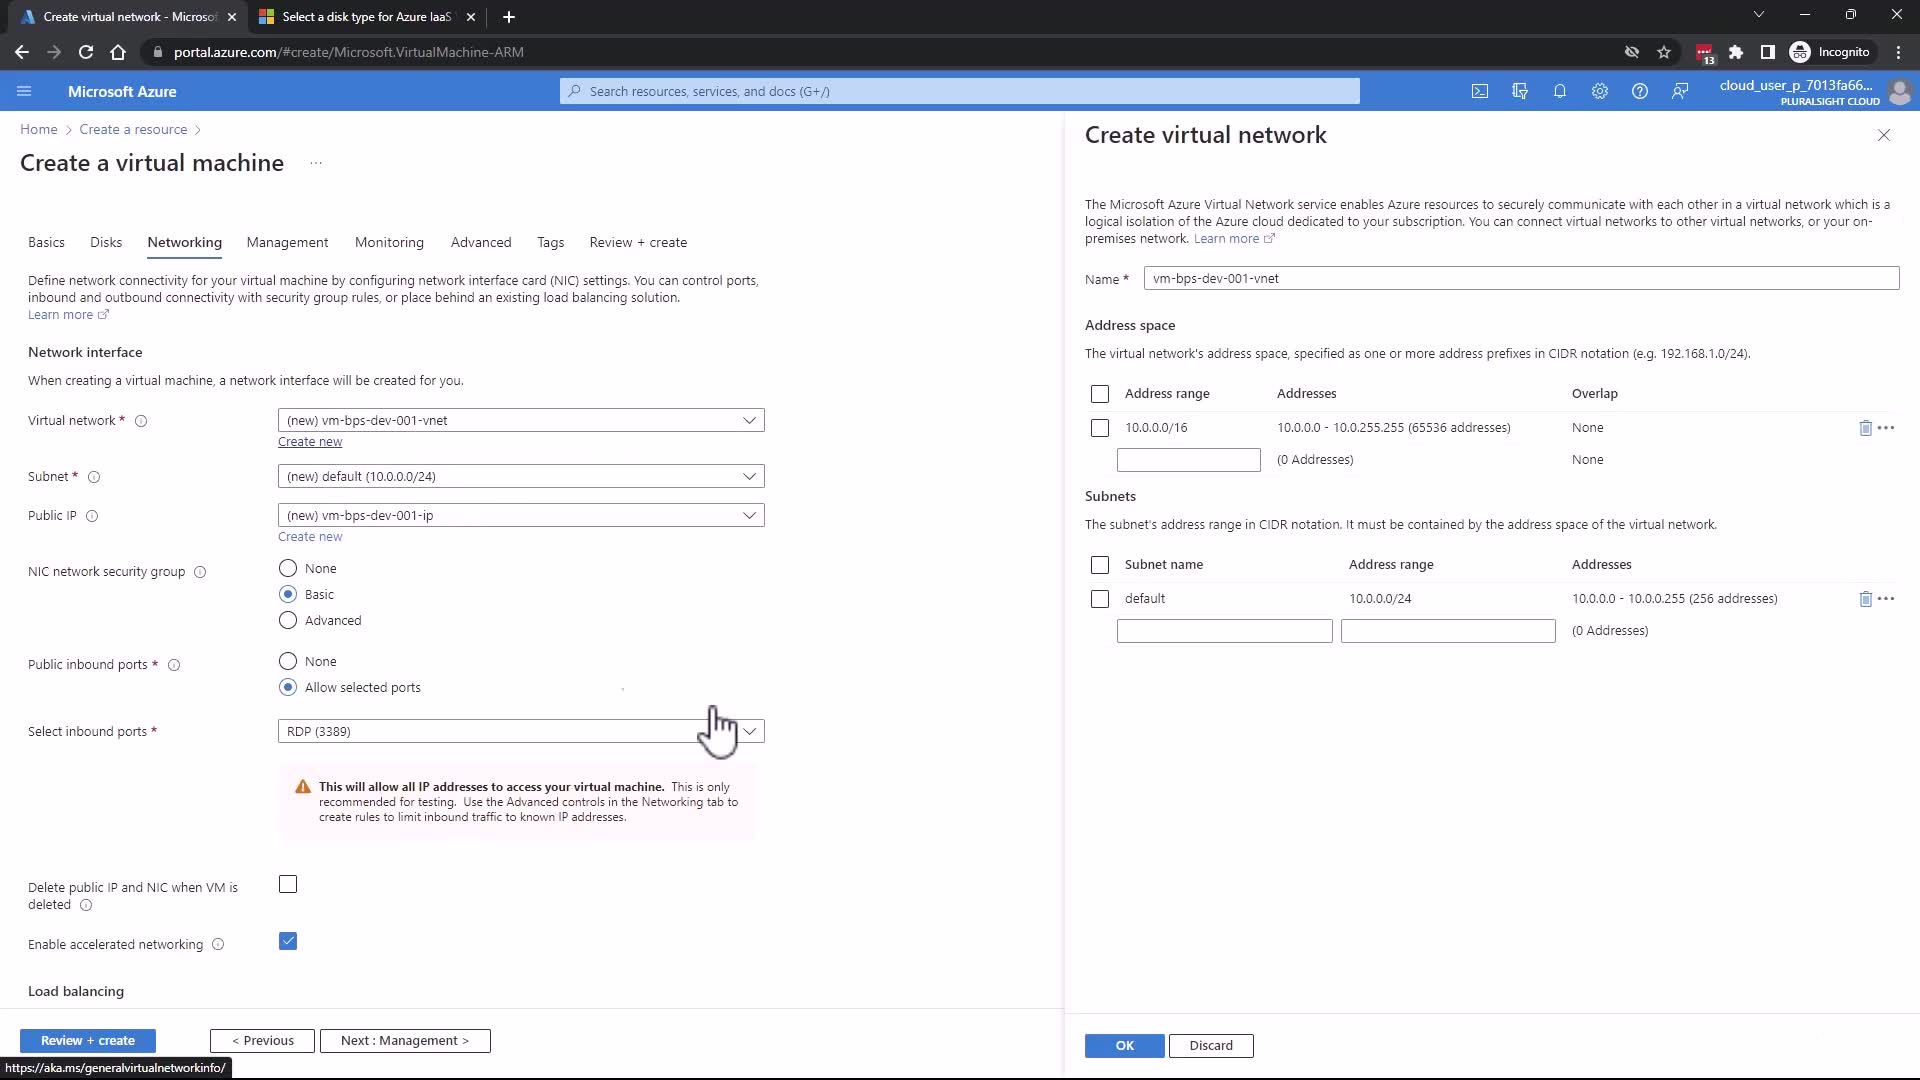 Create virtual network - Microsof
Select a disk type for Azure IaaS V
portal.azure.com/#create/Microsoft.VirtualMachine-ARM
13
Incognito
Microsoft Azure
Search resources, services, and docs (G+/)
cloud_user_p_7013fa66...
PLURALSIGHT CLOUD
Home > Create a resource >
Create a virtual machine ...
Basics Disks Networking Management Monitoring Advanced Tags Review + create
Define network connectivity for your virtual machine by configuring network interface card (NIC) settings. You can control ports,
inbound and outbound connectivity with security group rules, or place behind an existing load balancing solution.
Learn more
Network interface
When creating a virtual machine, a network interface will be created for you.
Virtual network *
(new) vm-bps-dev-001-vnet
Create new
Subnet *
(new) default (10.0.0.0/24)
Public IP
(new) vm-bps-dev-001-ip
Create new
NIC network security group
None
Basic
Advanced
Public inbound ports *
None
Allow selected ports
Select inbound ports *
RDP (3389)
This will allow all IP addresses to access your virtual machine. This is only
recommended for testing. Use the Advanced controls in the Networking tab to
create rules to limit inbound traffic to known IP addresses.
Delete public IP and NIC when VM is
deleted
Enable accelerated networking
Load balancing
Review + create
< Previous
Next : Management >
https://aka.ms/generalvirtualnetworkinfo/
Create virtual network
The Microsoft Azure Virtual Network service enables Azure resources to securely communicate with each other in a virtual network which is a
logical isolation of the Azure cloud dedicated to your subscription. You can connect virtual networks to other virtual networks, or your on-
premises network. Learn more
Name *
vm-bps-dev-001-vnet
Address space
The virtual network's address space, specified as one or more address prefixes in CIDR notation (e.g. 192.168.1.0/24).
Address range Addresses Overlap
10.0.0.0/16 10.0.0.0 - 10.0.255.255 (65536 addresses) None
(0 Addresses) None
Subnets
The subnet's address range in CIDR notation. It must be contained by the address space of the virtual network.
Subnet name Address range Addresses
default 10.0.0.0/24 10.0.0.0 - 10.0.0.255 (256 addresses)
(0 Addresses)
OK
Discard